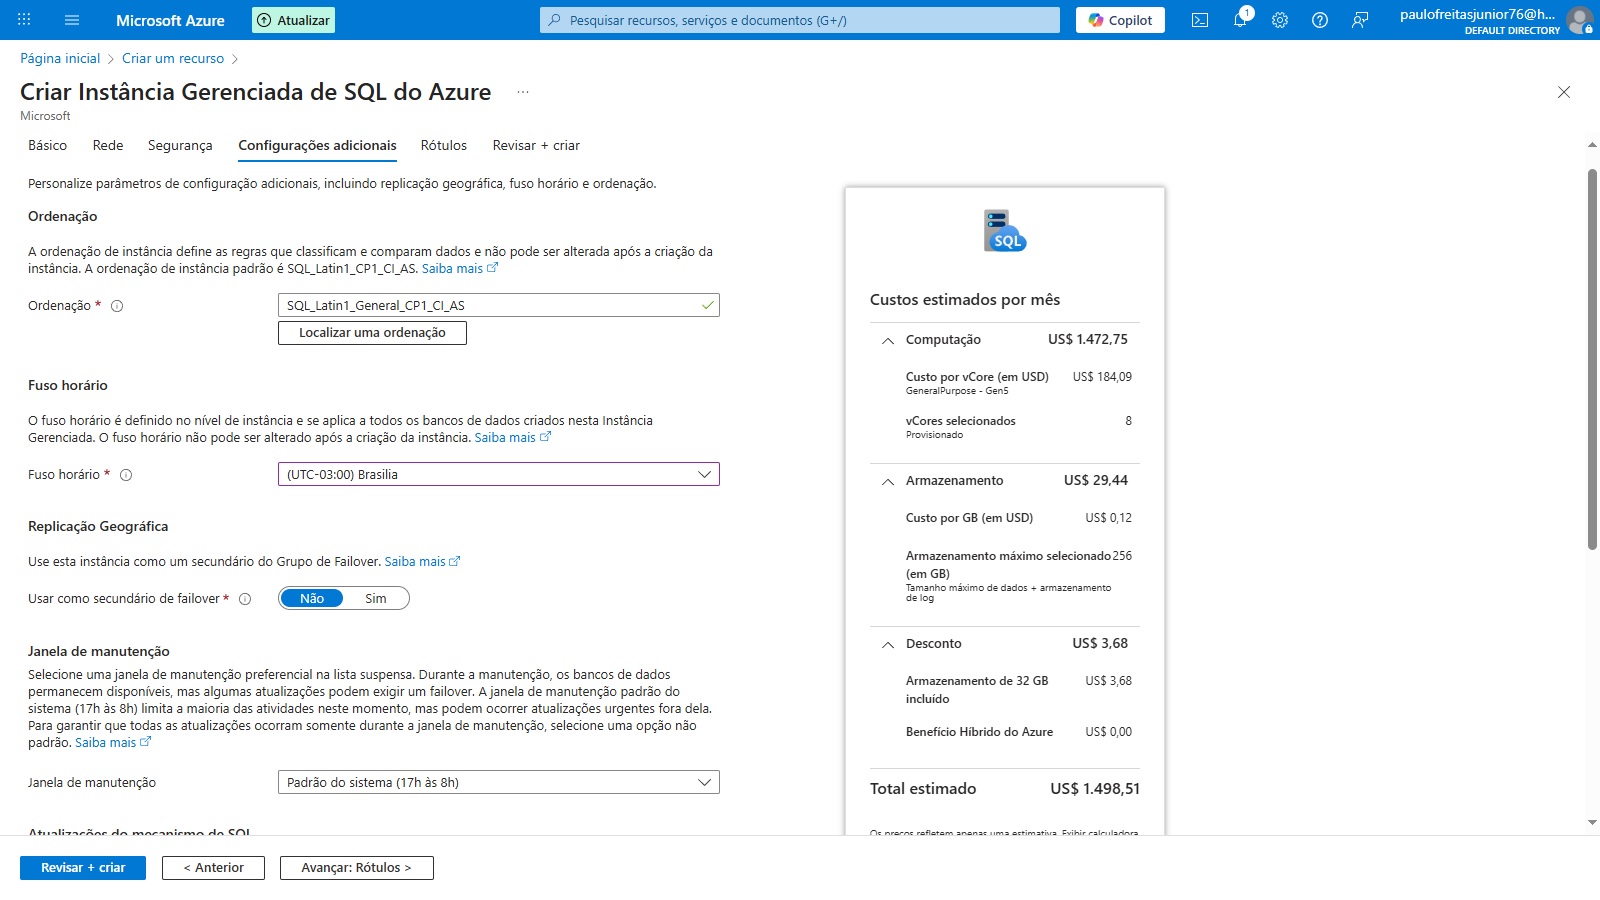 Microsoft Azure
Atualizar
Pesquisar recursos, serviços e documentos (G+/)
Copilot
1
paulofreitasjunior76@h...
DEFAULT DIRECTORY
Página inicial > Criar um recurso >
Criar Instância Gerenciada de SQL do Azure ...
Microsoft
Básico Rede Segurança Configurações adicionais Rótulos Revisar + criar
Personalize parâmetros de configuração adicionais, incluindo replicação geográfica, fuso horário e ordenação.
Ordenação
A ordenação de instância define as regras que classificam e comparam dados e não pode ser alterada após a criação da
instância. A ordenação de instância padrão é SQL_Latin1_CP1_CI_AS. Saiba mais
Ordenação *
SQL_Latin1_General_CP1_CI_AS
Localizar uma ordenação
Fuso horário
O fuso horário é definido no nível de instância e se aplica a todos os bancos de dados criados nesta Instância
Gerenciada. O fuso horário não pode ser alterado após a criação da instância. Saiba mais
Fuso horário *
(UTC-03:00) Brasilia
Replicação Geográfica
Use esta instância como um secundário do Grupo de Failover. Saiba mais
Usar como secundário de failover *
Não Sim
Janela de manutenção
Selecione uma janela de manutenção preferencial na lista suspensa. Durante a manutenção, os bancos de dados
permanecem disponíveis, mas algumas atualizações podem exigir um failover. A janela de manutenção padrão do
sistema (17h às 8h) limita a maioria das atividades neste momento, mas podem ocorrer atualizações urgentes fora dela.
Para garantir que todas as atualizações ocorram somente durante a janela de manutenção, selecione uma opção não
padrão. Saiba mais
Janela de manutenção
Padrão do sistema (17h às 8h)
Atualizações do mecanismo de SQL
SQL
Custos estimados por mês
Computação US$ 1.472,75
Custo por vCore (em USD) US$ 184,09
GeneralPurpose - Gen5
vCores selecionados 8
Provisionado
Armazenamento US$ 29,44
Custo por GB (em USD) US$ 0,12
Armazenamento máximo selecionado 256
(em GB)
Tamanho máximo de dados + armazenamento
de log
Desconto US$ 3,68
Armazenamento de 32 GB US$ 3,68
incluído
Benefício Híbrido do Azure US$ 0,00
Total estimado US$ 1.498,51
Os preços refletem apenas uma estimativa. Exibir calculadora
Revisar + criar
< Anterior
Avançar: Rótulos >